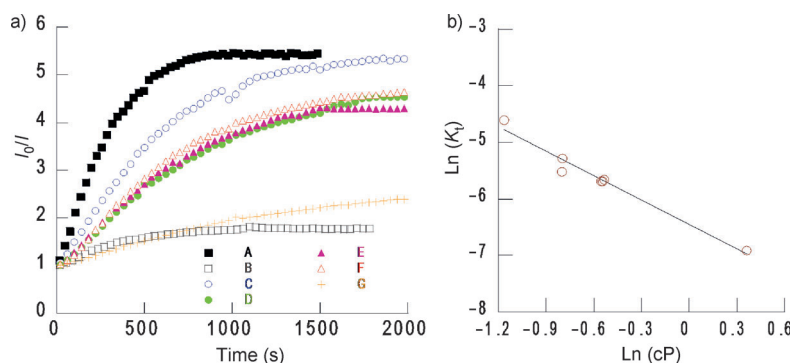 a)
I₀/I
6
5
4
3
2
1
0
0
500
1000
1500
2000
Time (s)
A
B
C
D
E
F
G
b)
Ln (Kₜ)
-3
-4
-5
-6
-7
-8
-1.2
-0.9
-0.6
-0.3
0
0.3
0.6
Ln (cP)